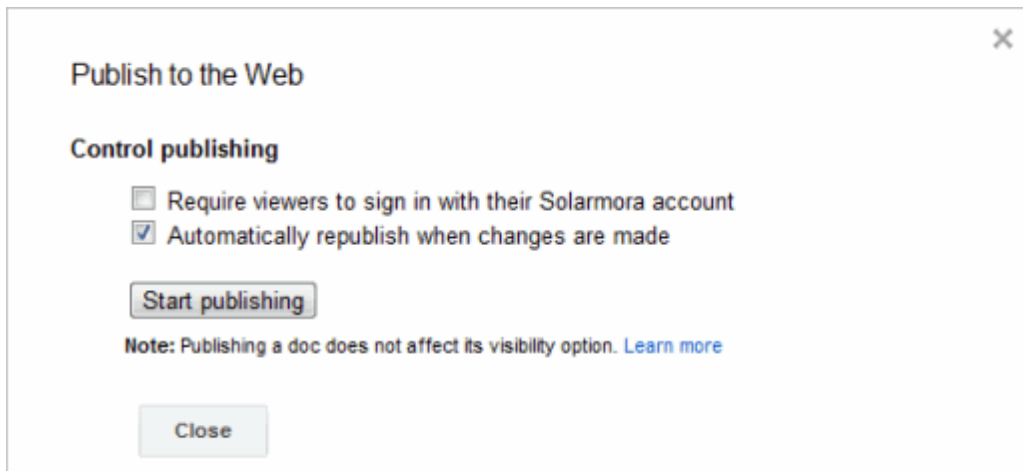 Publish to the Web
Control publishing
Require viewers to sign in with their Solarmora account
Automatically republish when changes are made
Start publishing
Note: Publishing a doc does not affect its visibility option. Learn more
Close